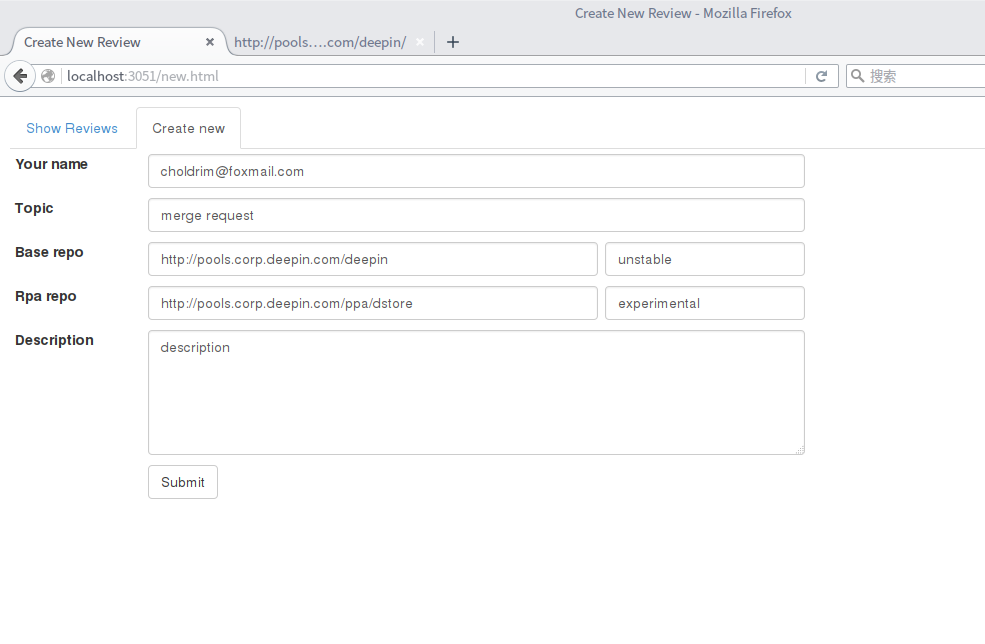 Create New Review - Mozilla Firefox
Create New Review × http://pools....com/deepin/ × +
localhost:3051/new.html 搜索
Show Reviews Create new
Your name choldrim@foxmail.com
Topic merge request
Base repo http://pools.corp.deepin.com/deepin unstable
Rpa repo http://pools.corp.deepin.com/ppa/dstore experimental
Description description
Submit